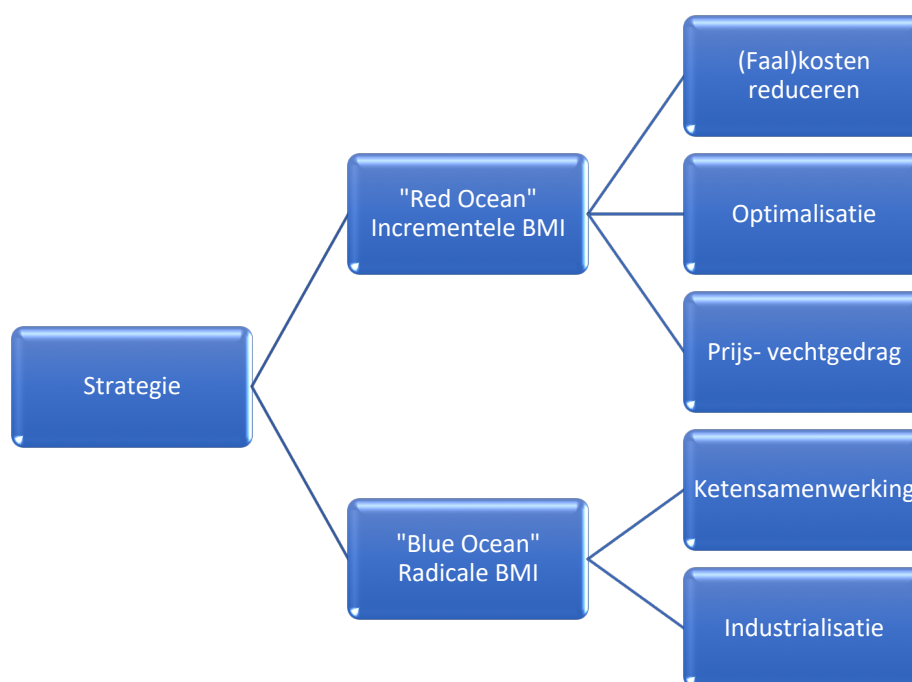 Strategie
"Red Ocean"
Incrementele BMI
(Faal)kosten
reduceren
Optimalisatie
Prijs- vechtgedrag
"Blue Ocean"
Radicale BMI
Ketensamenwerking
Industrialisatie